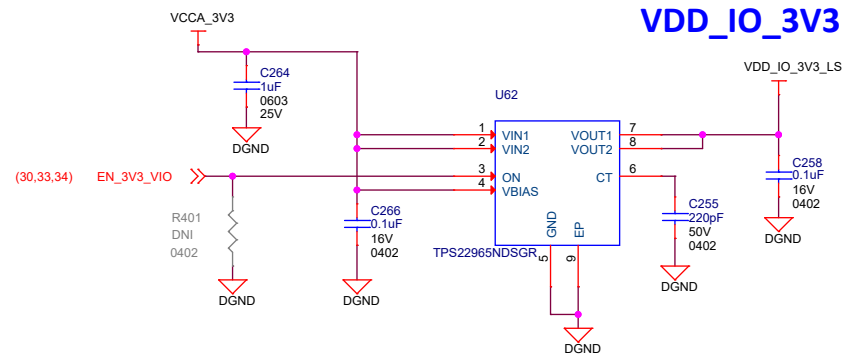 VDD_IO_3V3
VCCA_3V3
VDD_IO_3V3_LS
C264
1uF
0603
25V
DGND
U62
1 VIN1 VOUT1 7
2 VIN2 VOUT2 8
3 ON CT 6
4 VBIAS
GND EP
5 9
TPS22965NDSGR
DGND
(30,33,34) EN_3V3_VIO
R401
DNI
0402
DGND
C266
0.1uF
16V
0402
DGND
C255
220pF
50V
0402
DGND
C258
0.1uF
16V
0402
DGND